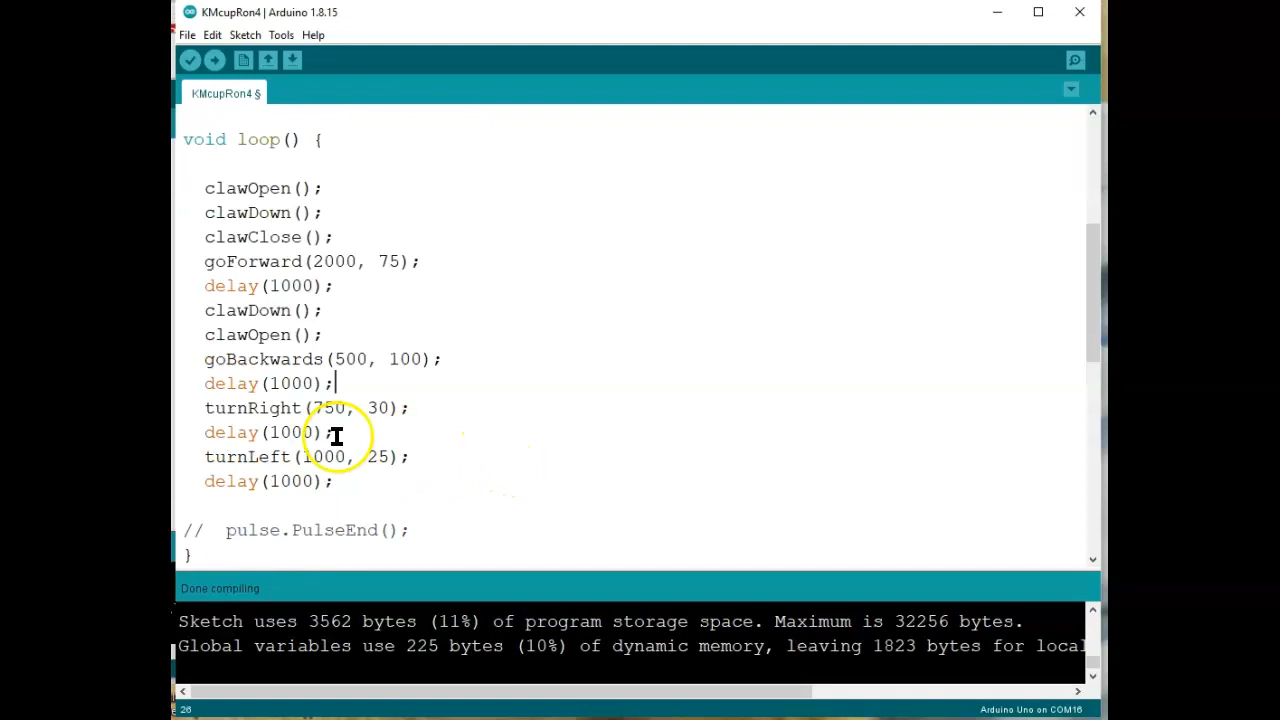 KMcupRon4 | Arduino 1.8.15
File Edit Sketch Tools Help
KMcupRon4 §
void loop() {
clawOpen();
clawDown();
clawClose();
goForward(2000, 75);
delay(1000);
clawDown();
clawOpen();
goBackwards(500, 100);
delay(1000);
turnRight(750, 30);
delay(1000);
turnLeft(1000, 25);
delay(1000);
// pulse.PulseEnd();
}
Done compiling
Sketch uses 3562 bytes (11%) of program storage space. Maximum is 32256 bytes.
Global variables use 225 bytes (10%) of dynamic memory, leaving 1823 bytes for local
26
Arduino Uno on COM16